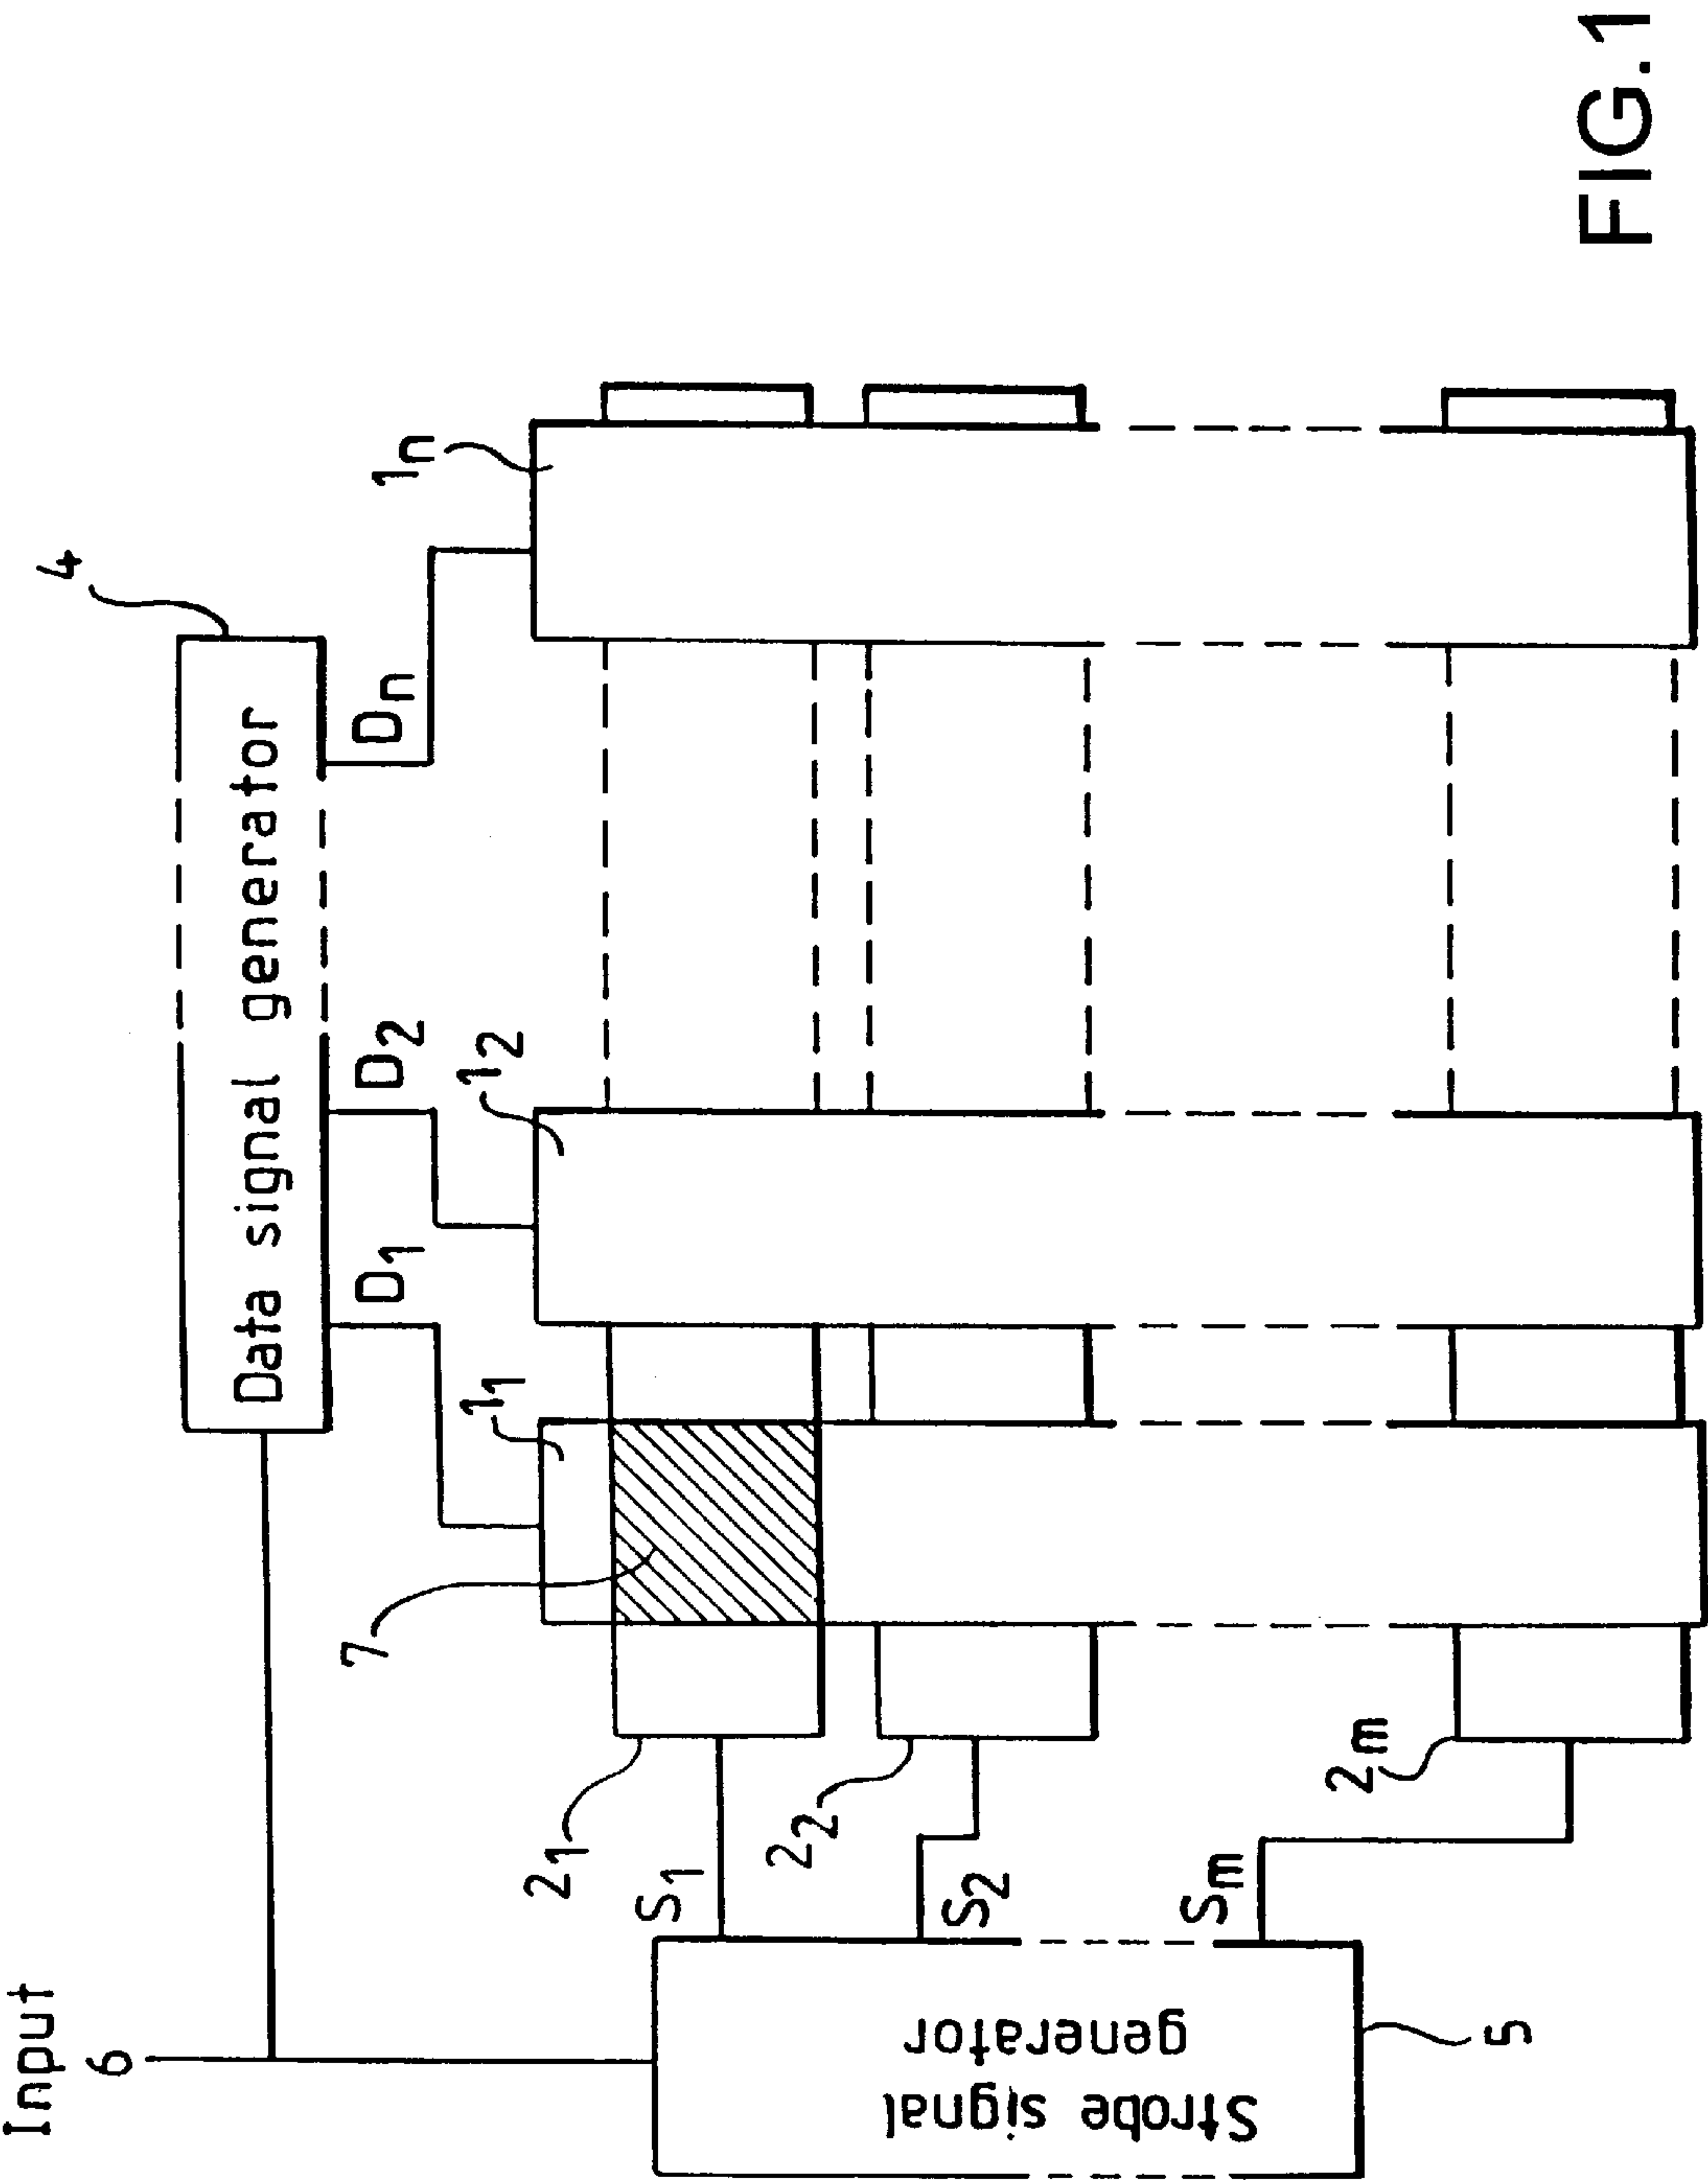 Input
6
4
Data signal generator
D₁
D₂
Dₙ
1₁
1₂
1ₙ
7
2₁
2₂
2ₘ
S₁
S₂
Sₘ
Strobe signal
generator
5
FIG.1